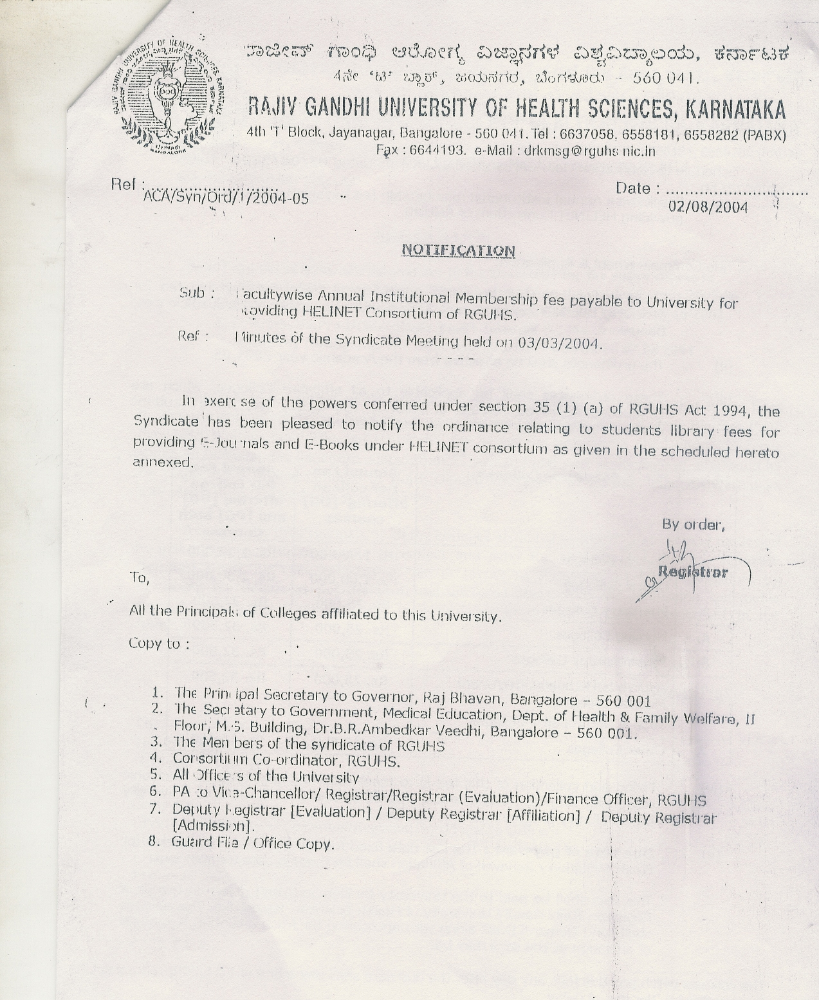 ರಾಜೀವ್ ಗಾಂಧಿ ಆರೋಗ್ಯ ವಿಜ್ಞಾನಗಳ ವಿಶ್ವವಿದ್ಯಾಲಯ, ಕರ್ನಾಟಕ
4ನೇ 'ಟಿ' ಬ್ಲಾಕ್, ಜಯನಗರ, ಬೆಂಗಳೂರು - 560 041.
RAJIV GANDHI UNIVERSITY OF HEALTH SCIENCES, KARNATAKA
4th 'T' Block, Jayanagar, Bangalore - 560 041. Tel : 6637058, 6558181, 6558282 (PABX)
Fax : 6644193. e-Mail : drkmsg@rguhs nic.in
RAJIV GANDHI UNIVERSITY OF HEALTH SCIENCES KARNATAKA
BANGALORE
Ref : ...........................
ACA/Syn/Ord/1/2004-05
Date : ..............................
02/08/2004
NOTIFICATION
Sub : Facultywise Annual Institutional Membership fee payable to University for
providing HELINET Consortium of RGUHS.
Ref : Minutes of the Syndicate Meeting held on 03/03/2004.
- - - -
In exercise of the powers conferred under section 35 (1) (a) of RGUHS Act 1994, the
Syndicate has been pleased to notify the ordinance relating to students library fees for
providing E-Journals and E-Books under HELINET consortium as given in the scheduled hereto
annexed.
By order,
Registrar
To,
All the Principals of Colleges affiliated to this University.
Copy to :
1. The Principal Secretary to Governor, Raj Bhavan, Bangalore – 560 001
2. The Secretary to Government, Medical Education, Dept. of Health & Family Welfare, II
Floor, M.S. Building, Dr.B.R.Ambedkar Veedhi, Bangalore – 560 001.
3. The Members of the syndicate of RGUHS
4. Consortium Co-ordinator, RGUHS.
5. All Officers of the University
6. PA to Vice-Chancellor/ Registrar/Registrar (Evaluation)/Finance Officer, RGUHS
7. Deputy Registrar [Evaluation] / Deputy Registrar [Affiliation] / Deputy Registrar
[Admission].
8. Guard File / Office Copy.